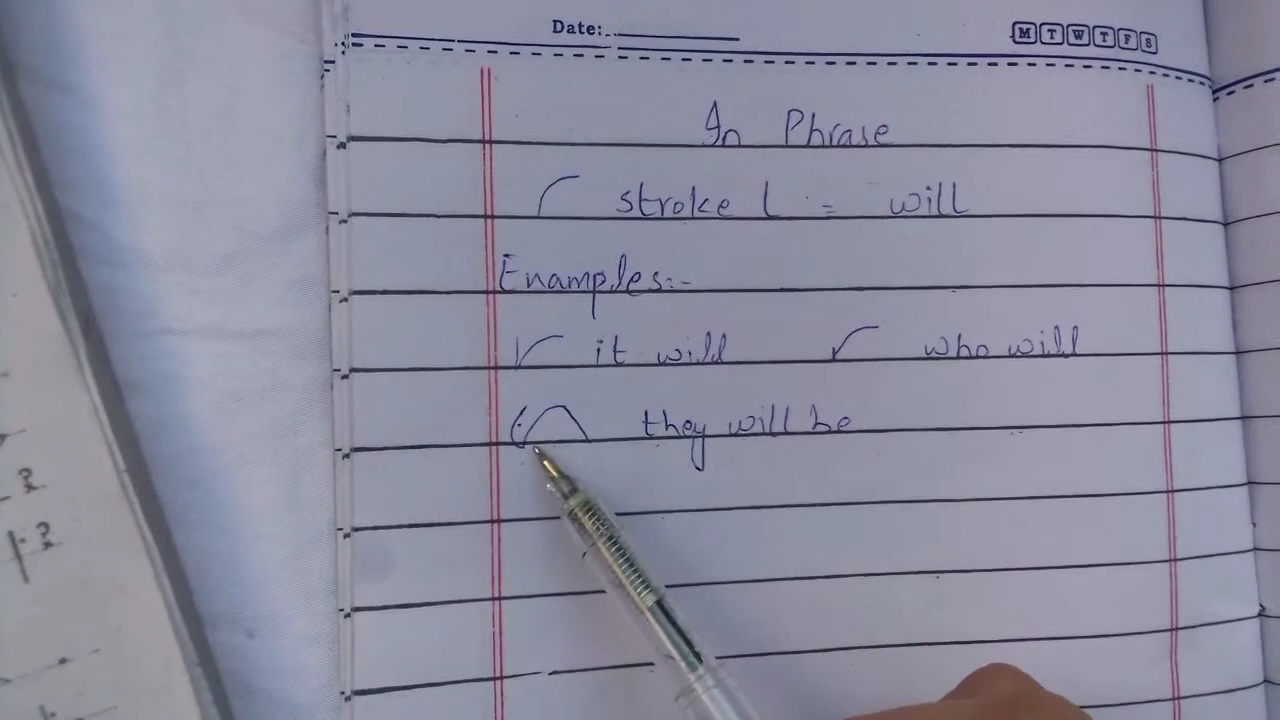 Date:
M T W T F S
In Phrase
stroke L = will
Enamples:-
it will who will
they will be